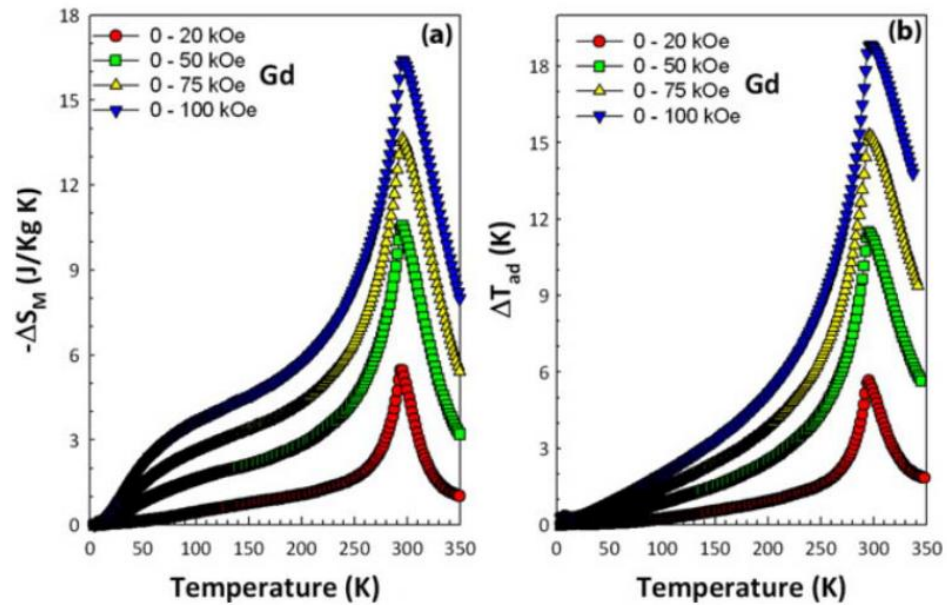 (a)
0 - 20 kOe
0 - 50 kOe
0 - 75 kOe
0 - 100 kOe
Gd
18
15
12
9
6
3
0
-ΔS_M (J/Kg K)
0 50 100 150 200 250 300 350
Temperature (K)
(b)
0 - 20 kOe
0 - 50 kOe
0 - 75 kOe
0 - 100 kOe
Gd
18
15
12
9
6
3
0
ΔT_ad (K)
0 50 100 150 200 250 300 350
Temperature (K)